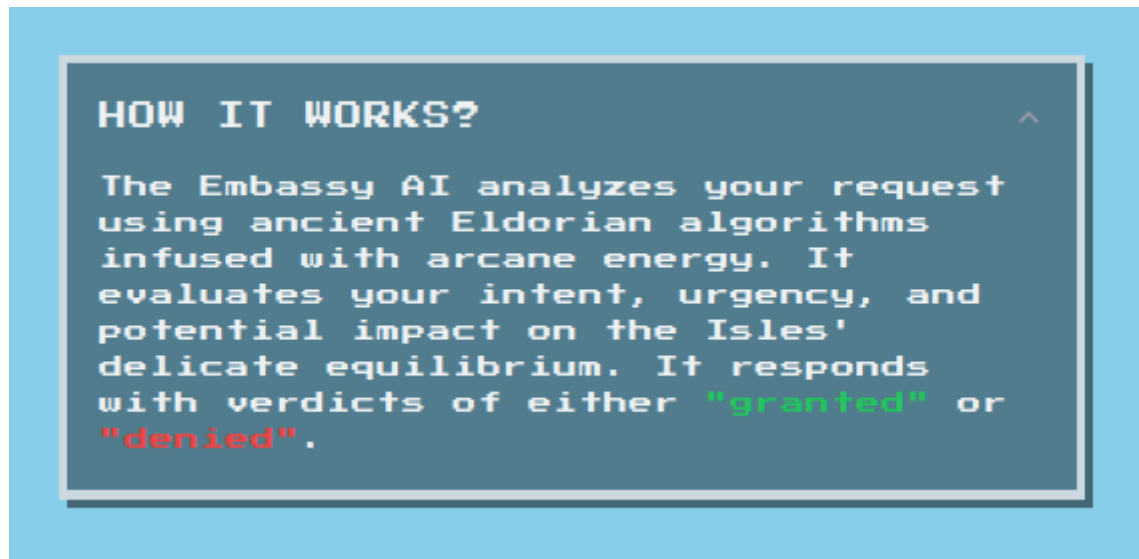 HOW IT WORKS?
The Embassy AI analyzes your request
using ancient Eldorian algorithms
infused with arcane energy. It
evaluates your intent, urgency, and
potential impact on the Isles'
delicate equilibrium. It responds
with verdicts of either "granted" or
"denied".